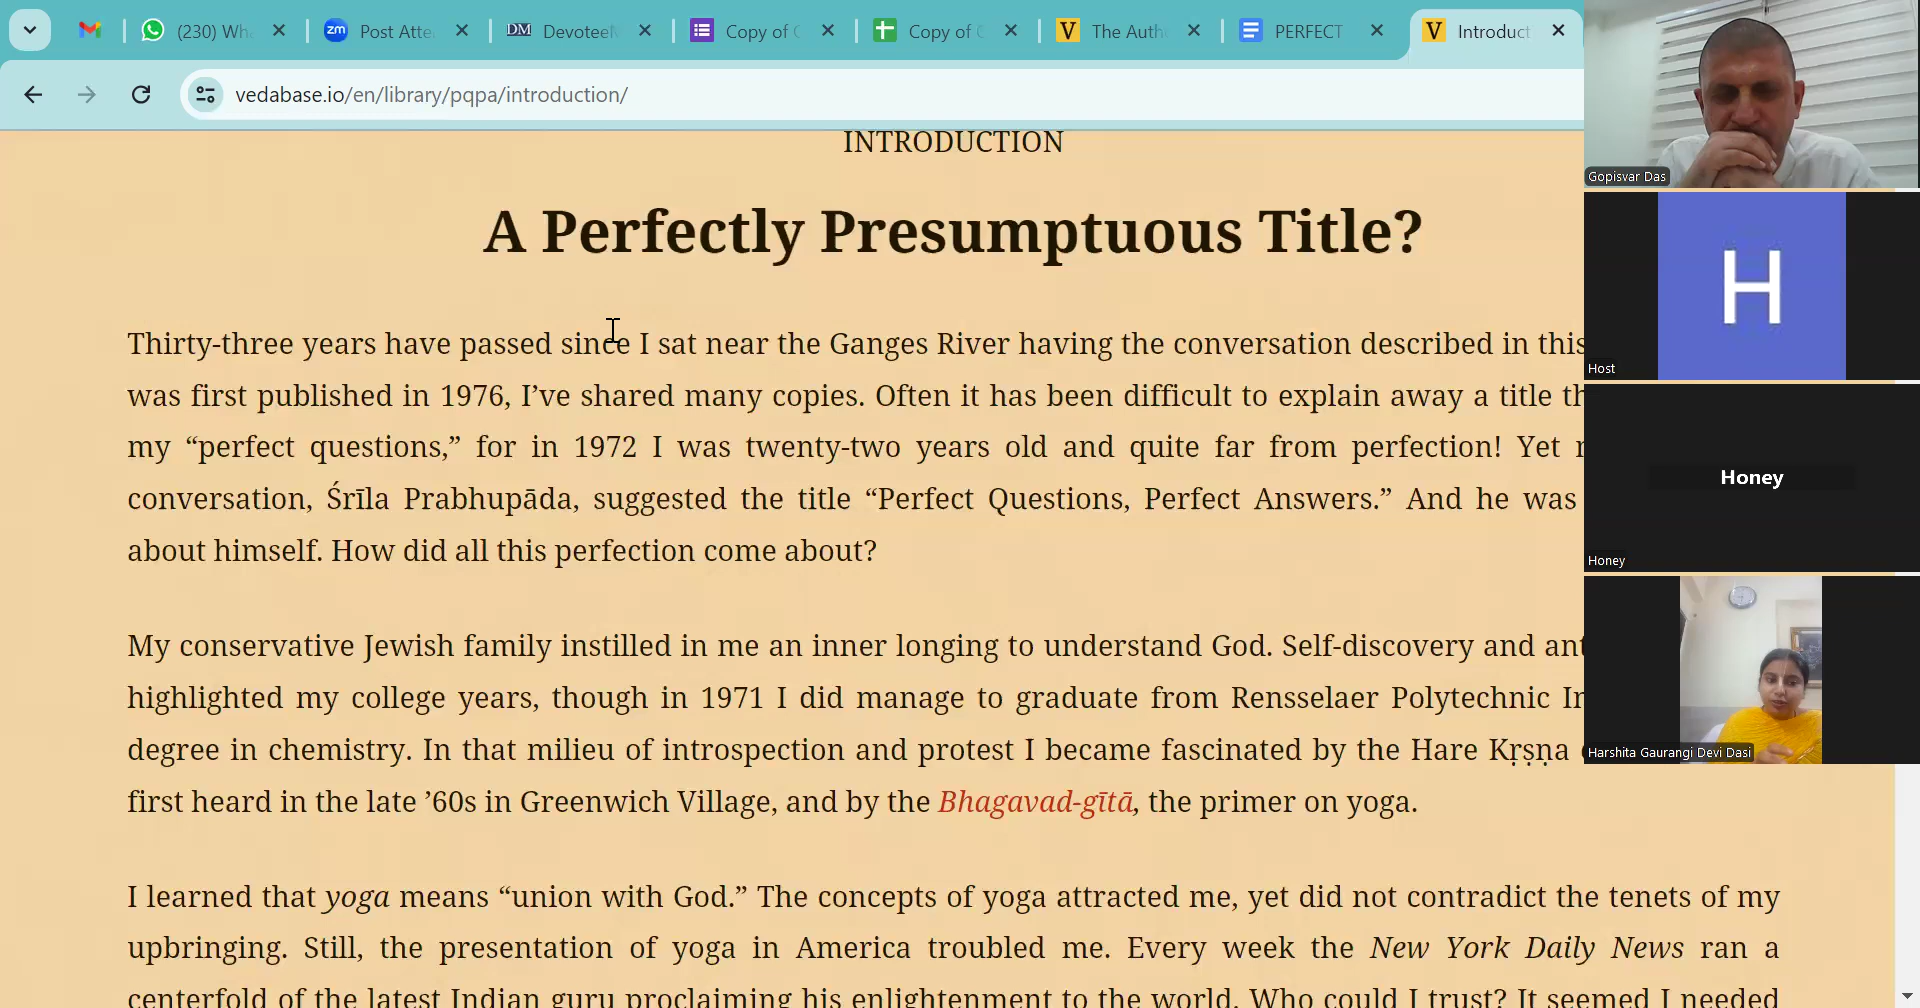 (230) Wh
Post Atte
DM Devotee
Copy of
Copy of
The Auth
PERFECT
Introduct
vedabase.io/en/library/pqpa/introduction/
INTRODUCTION
A Perfectly Presumptuous Title?
Thirty-three years have passed since I sat near the Ganges River having the conversation described in this
was first published in 1976, I’ve shared many copies. Often it has been difficult to explain away a title th
my “perfect questions,” for in 1972 I was twenty-two years old and quite far from perfection! Yet
conversation, Śrīla Prabhupāda, suggested the title “Perfect Questions, Perfect Answers.” And he was
about himself. How did all this perfection come about?
My conservative Jewish family instilled in me an inner longing to understand God. Self-discovery and ant
highlighted my college years, though in 1971 I did manage to graduate from Rensselaer Polytechnic In
degree in chemistry. In that milieu of introspection and protest I became fascinated by the Hare Kṛṣṇa
first heard in the late ’60s in Greenwich Village, and by the Bhagavad-gītā, the primer on yoga.
I learned that yoga means “union with God.” The concepts of yoga attracted me, yet did not contradict the tenets of my
upbringing. Still, the presentation of yoga in America troubled me. Every week the New York Daily News ran a
centerfold of the latest Indian guru proclaiming his enlightenment to the world. Who could I trust? It seemed I needed
Gopisvar Das
H
Host
Honey
Honey
Harshita Gaurangi Devi Dasi